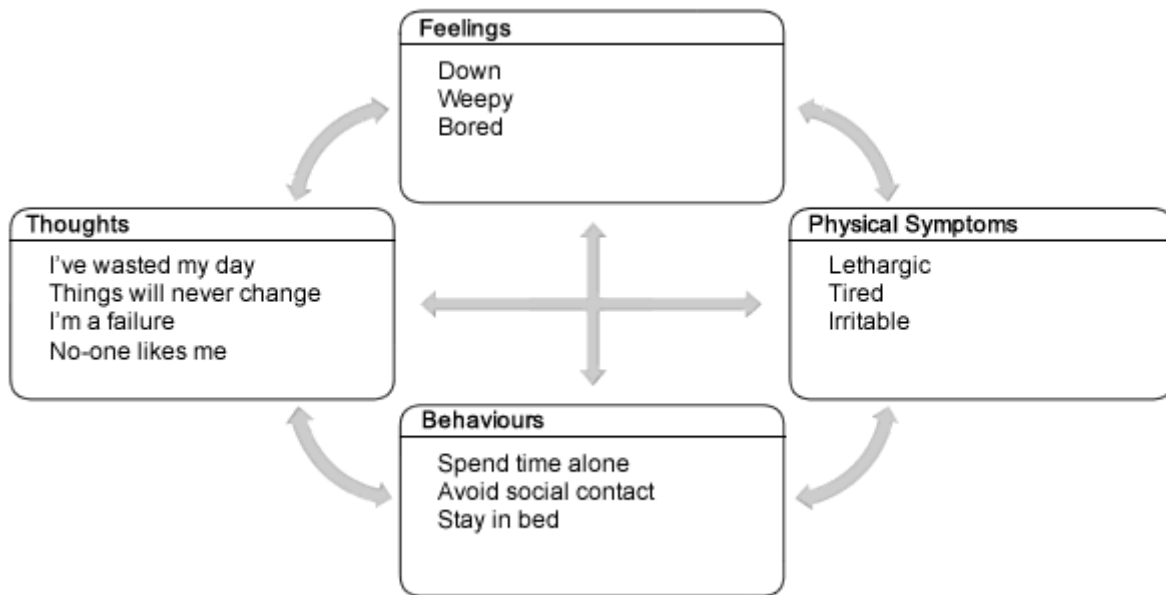 Feelings
Down
Weepy
Bored
Thoughts
I've wasted my day
Things will never change
I'm a failure
No-one likes me
Physical Symptoms
Lethargic
Tired
Irritable
Behaviours
Spend time alone
Avoid social contact
Stay in bed